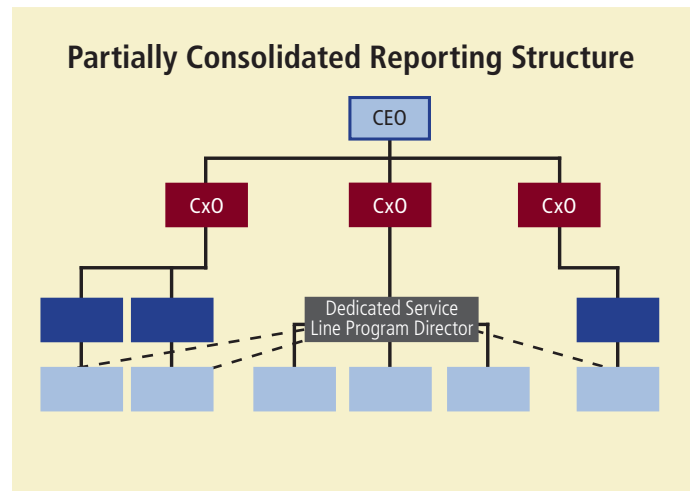 Partially Consolidated Reporting Structure
CEO
CxO
CxO
CxO
Dedicated Service
Line Program Director